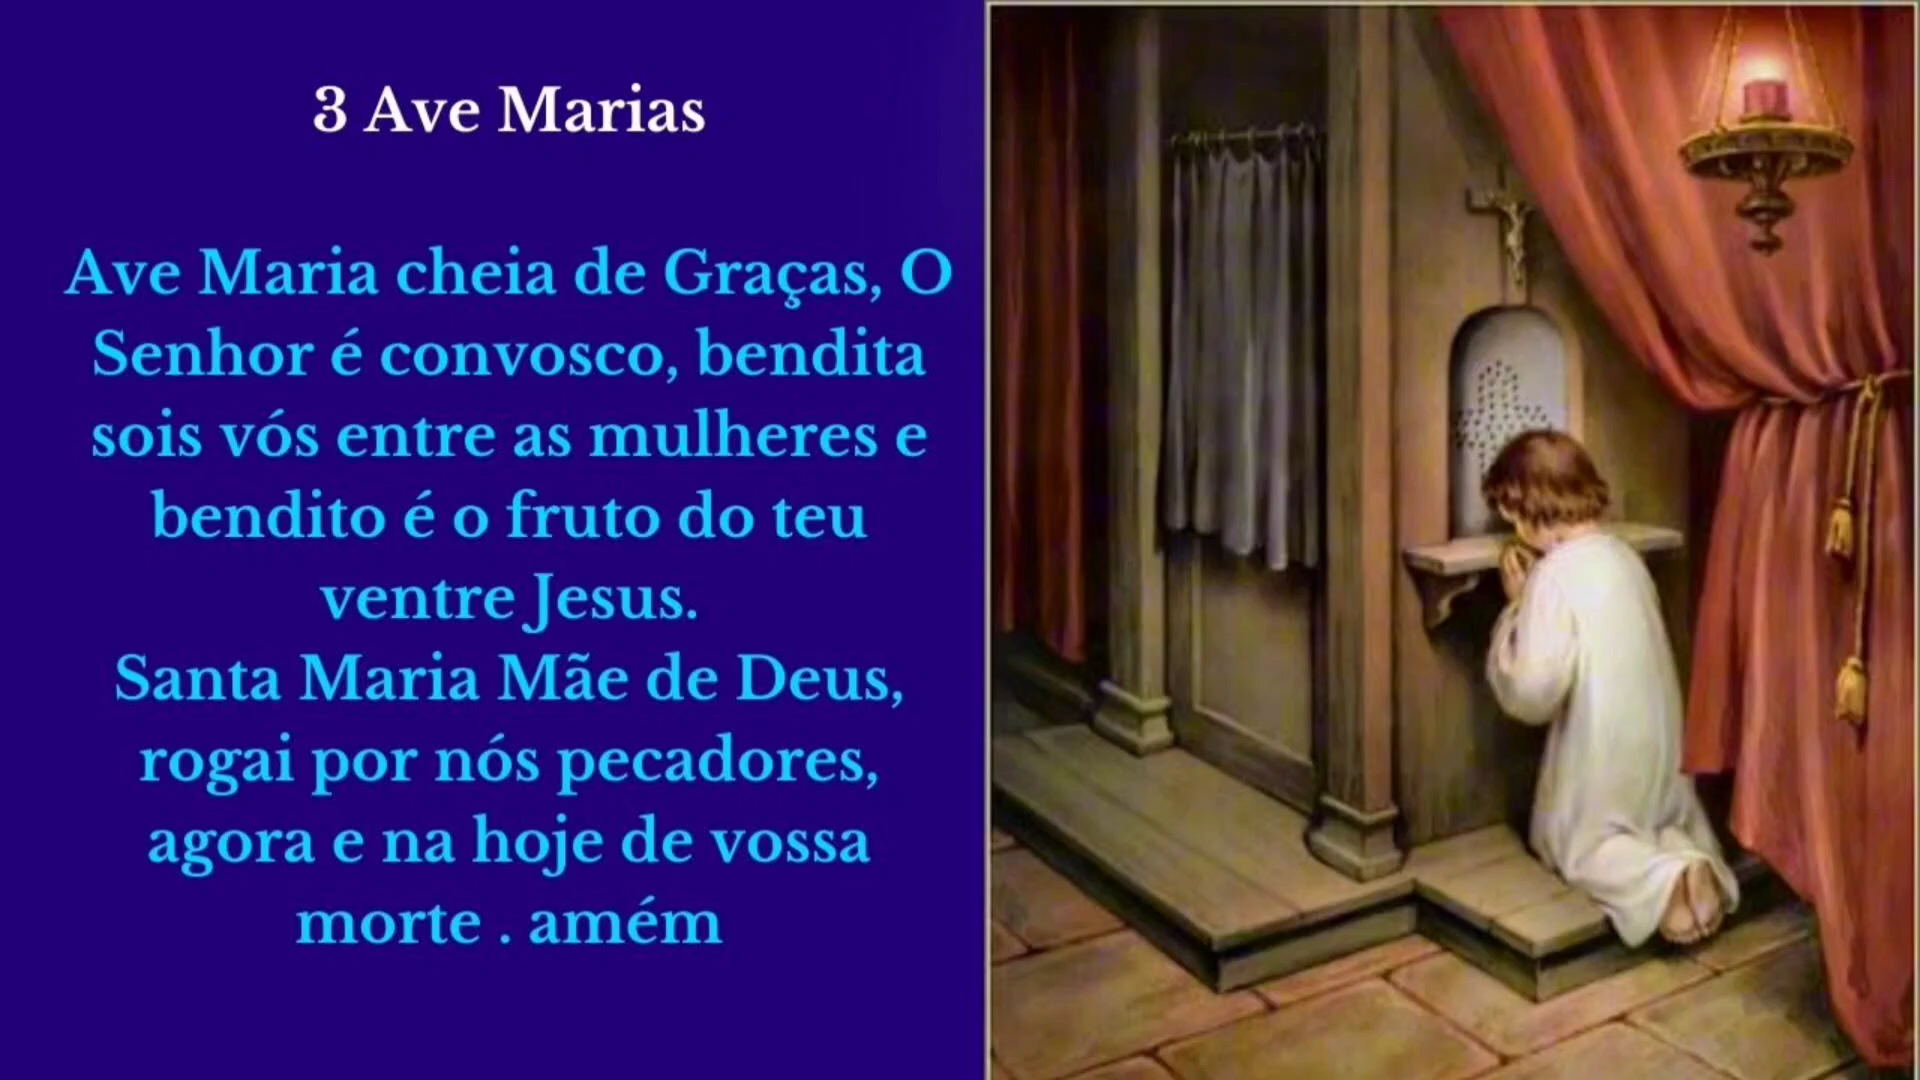 3 Ave Marias
Ave Maria cheia de Graças, O
Senhor é convosco, bendita
sois vós entre as mulheres e
bendito é o fruto do teu
ventre Jesus.
Santa Maria Mãe de Deus,
rogai por nós pecadores,
agora e na hoje de vossa
morte . amém